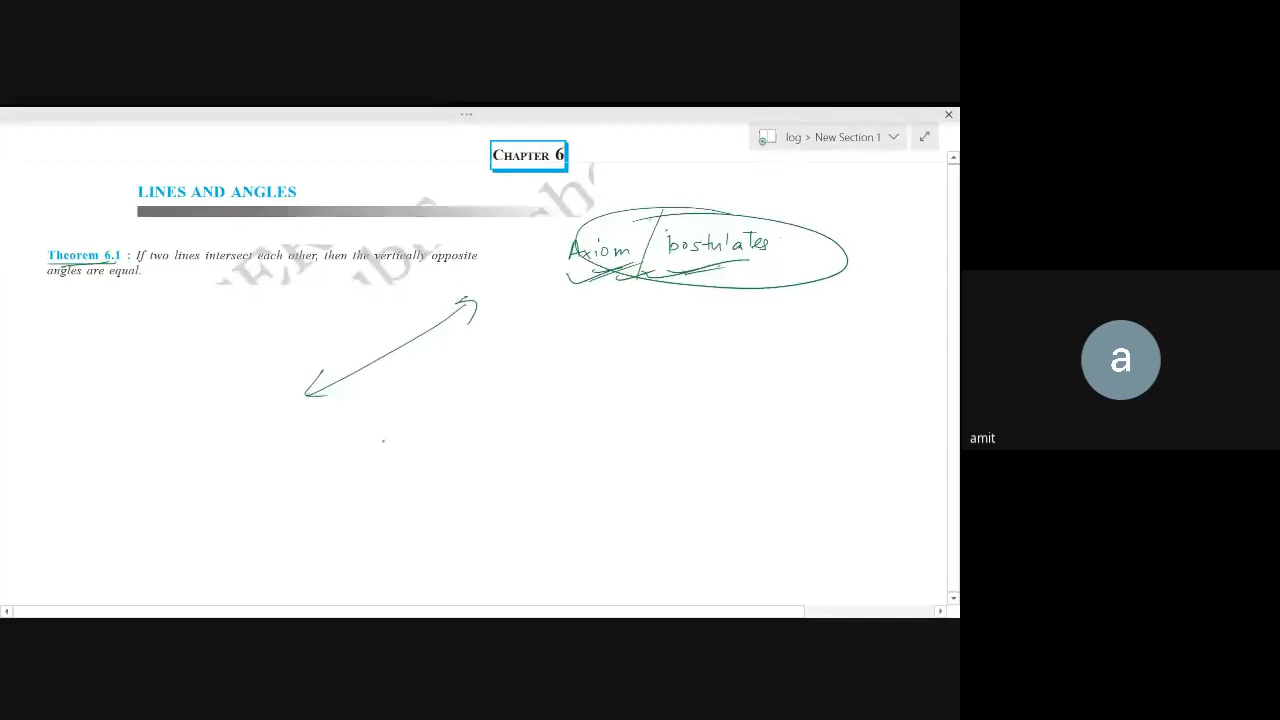 log > New Section 1
CHAPTER 6
LINES AND ANGLES
Axiom / postulates
Theorem 6.1 : If two lines intersect each other, then the vertically opposite
angles are equal.
a
amit